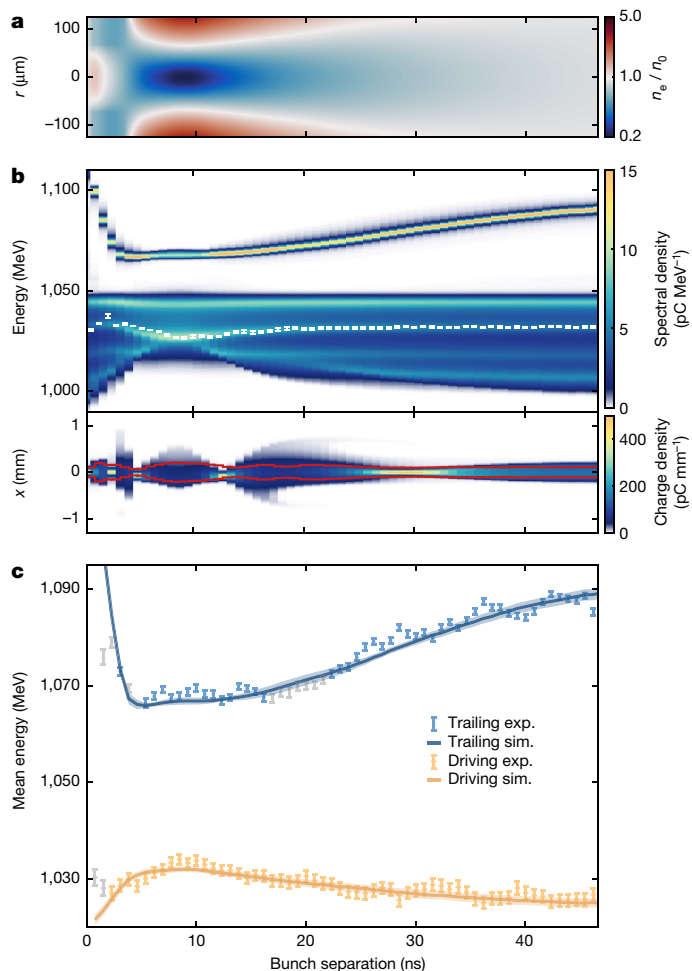 a
100
0
−100
r (μm)
5.0
1.0
0.2
nₑ / n₀
b
1,100
1,050
1,000
Energy (MeV)
15
10
5
0
Spectral density
(pC MeV⁻¹)
1
0
−1
x (mm)
400
200
0
Charge density
(pC mm⁻¹)
c
1,090
1,070
1,050
1,030
Mean energy (MeV)
Trailing exp.
Trailing sim.
Driving exp.
Driving sim.
0 10 20 30 40
Bunch separation (ns)